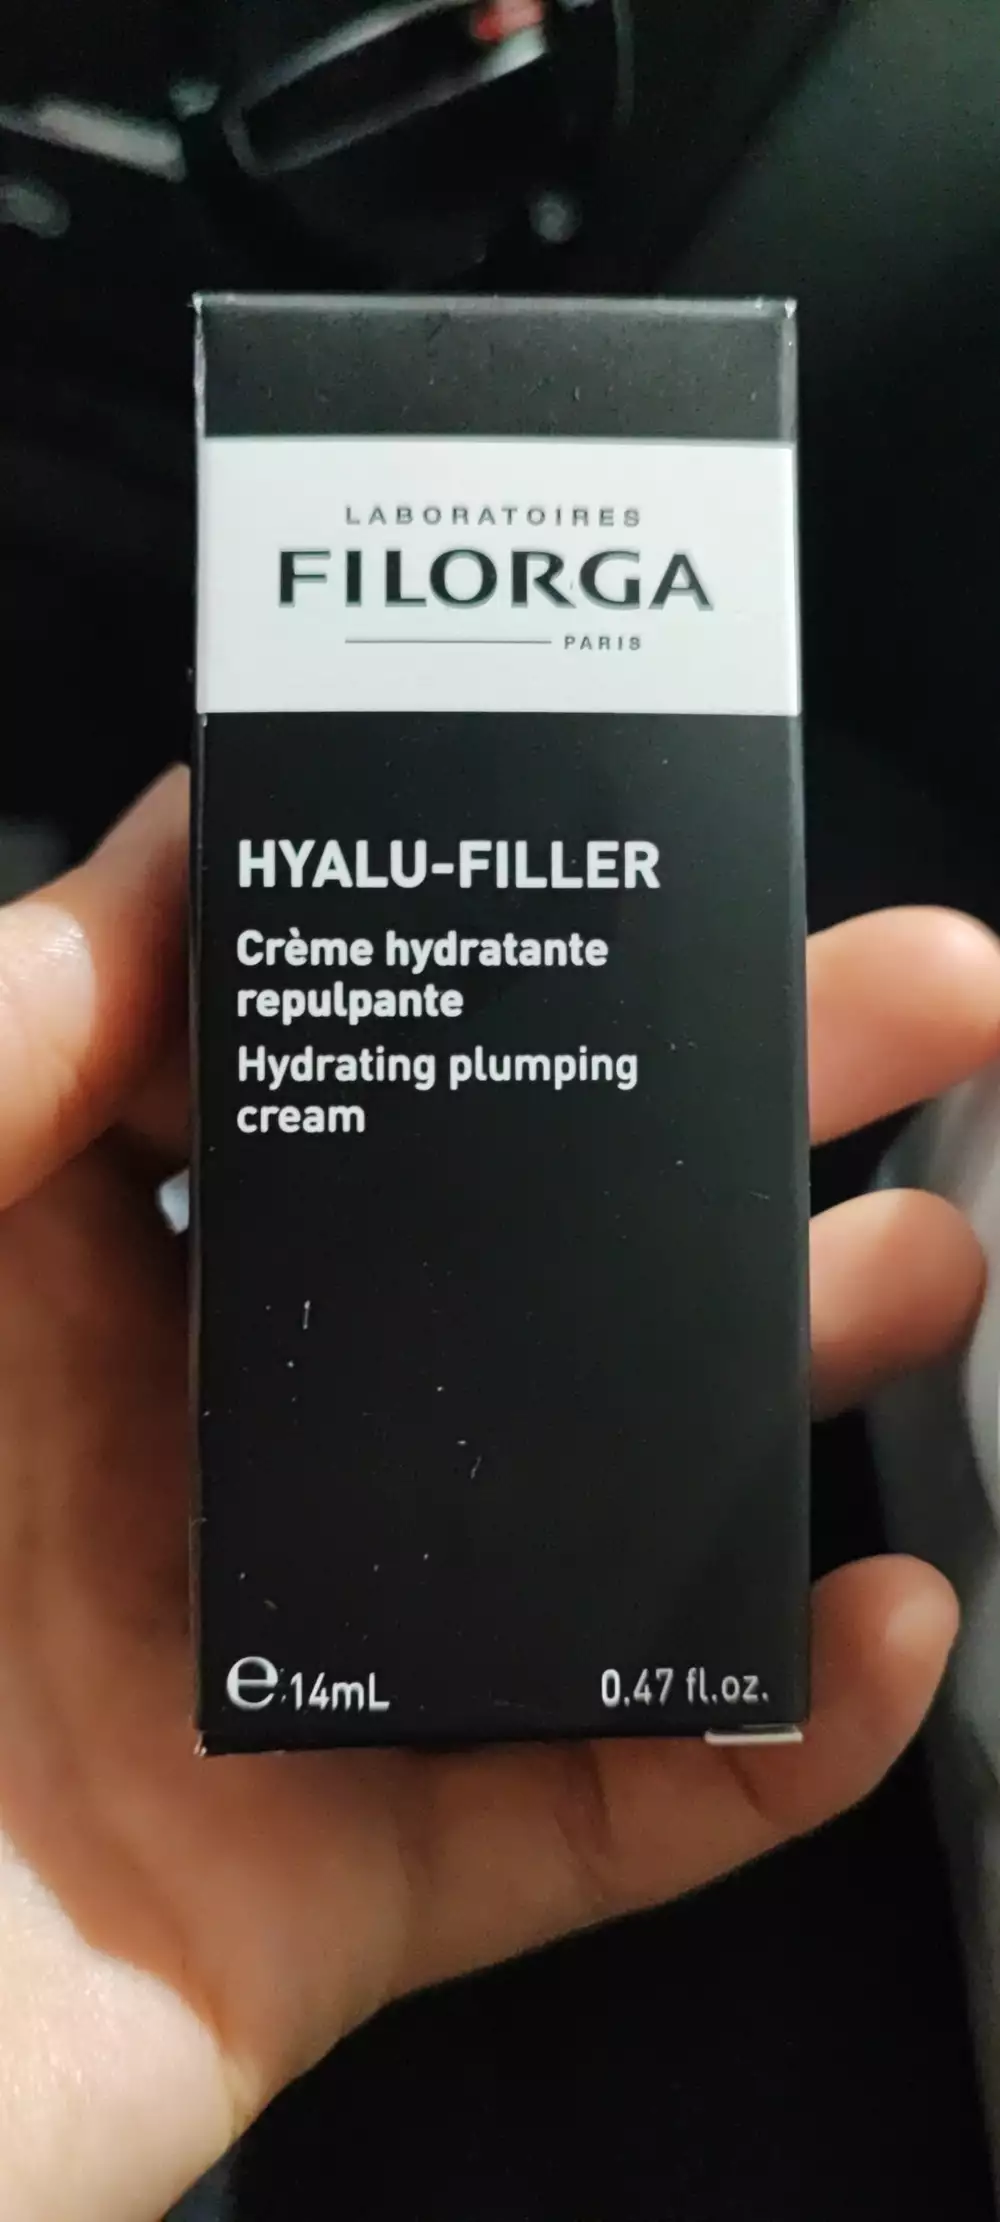 LABORATOIRES
FILORGA
PARIS
HYALU-FILLER
Crème hydratante
repulpante
Hydrating plumping
cream
e 14mL 0.47 fl.oz.